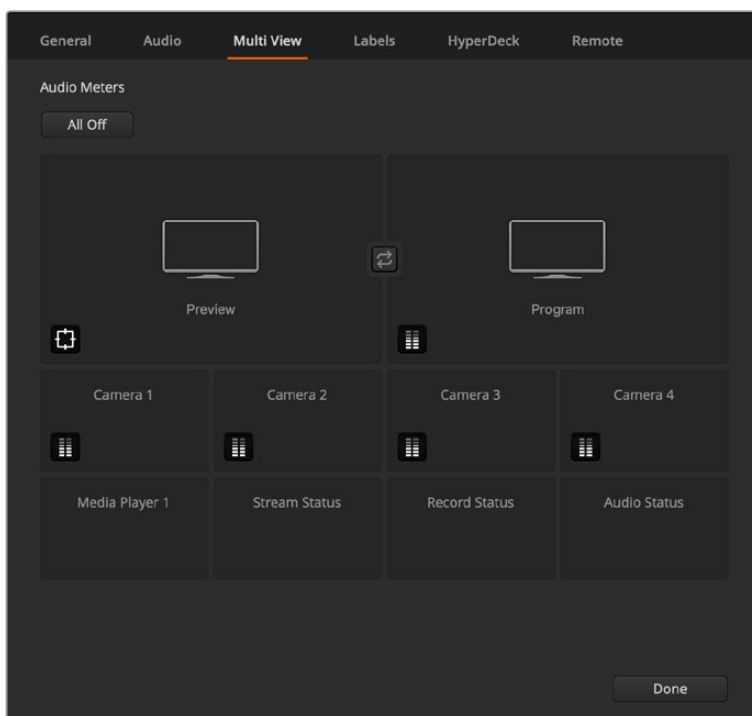 General Audio Multi View Labels HyperDeck Remote
Audio Meters
All Off
Preview Program
Camera 1 Camera 2 Camera 3 Camera 4
Media Player 1 Stream Status Record Status Audio Status
Done